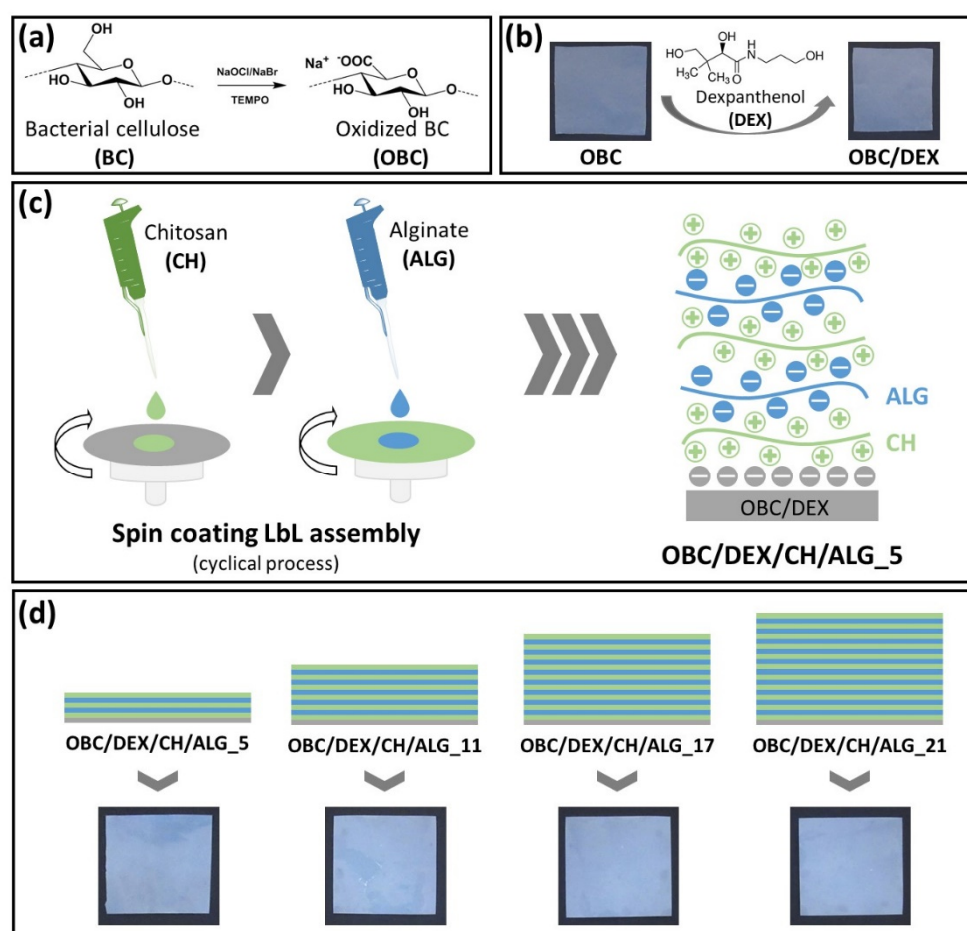 (a)
OH
O
HO
OH
O
Bacterial cellulose
(BC)
NaOCl/NaBr
TEMPO
Na⁺ ⁻OOC
O
HO
OH
O
Oxidized BC
(OBC)
(b)
OBC
OH
HO
H
N
OH
CH₃
CH₃
O
Dexpanthenol
(DEX)
OBC/DEX
(c)
Chitosan
(CH)
Alginate
(ALG)
Spin coating LbL assembly
(cyclical process)
ALG
CH
OBC/DEX
OBC/DEX/CH/ALG_5
(d)
OBC/DEX/CH/ALG_5
OBC/DEX/CH/ALG_11
OBC/DEX/CH/ALG_17
OBC/DEX/CH/ALG_21